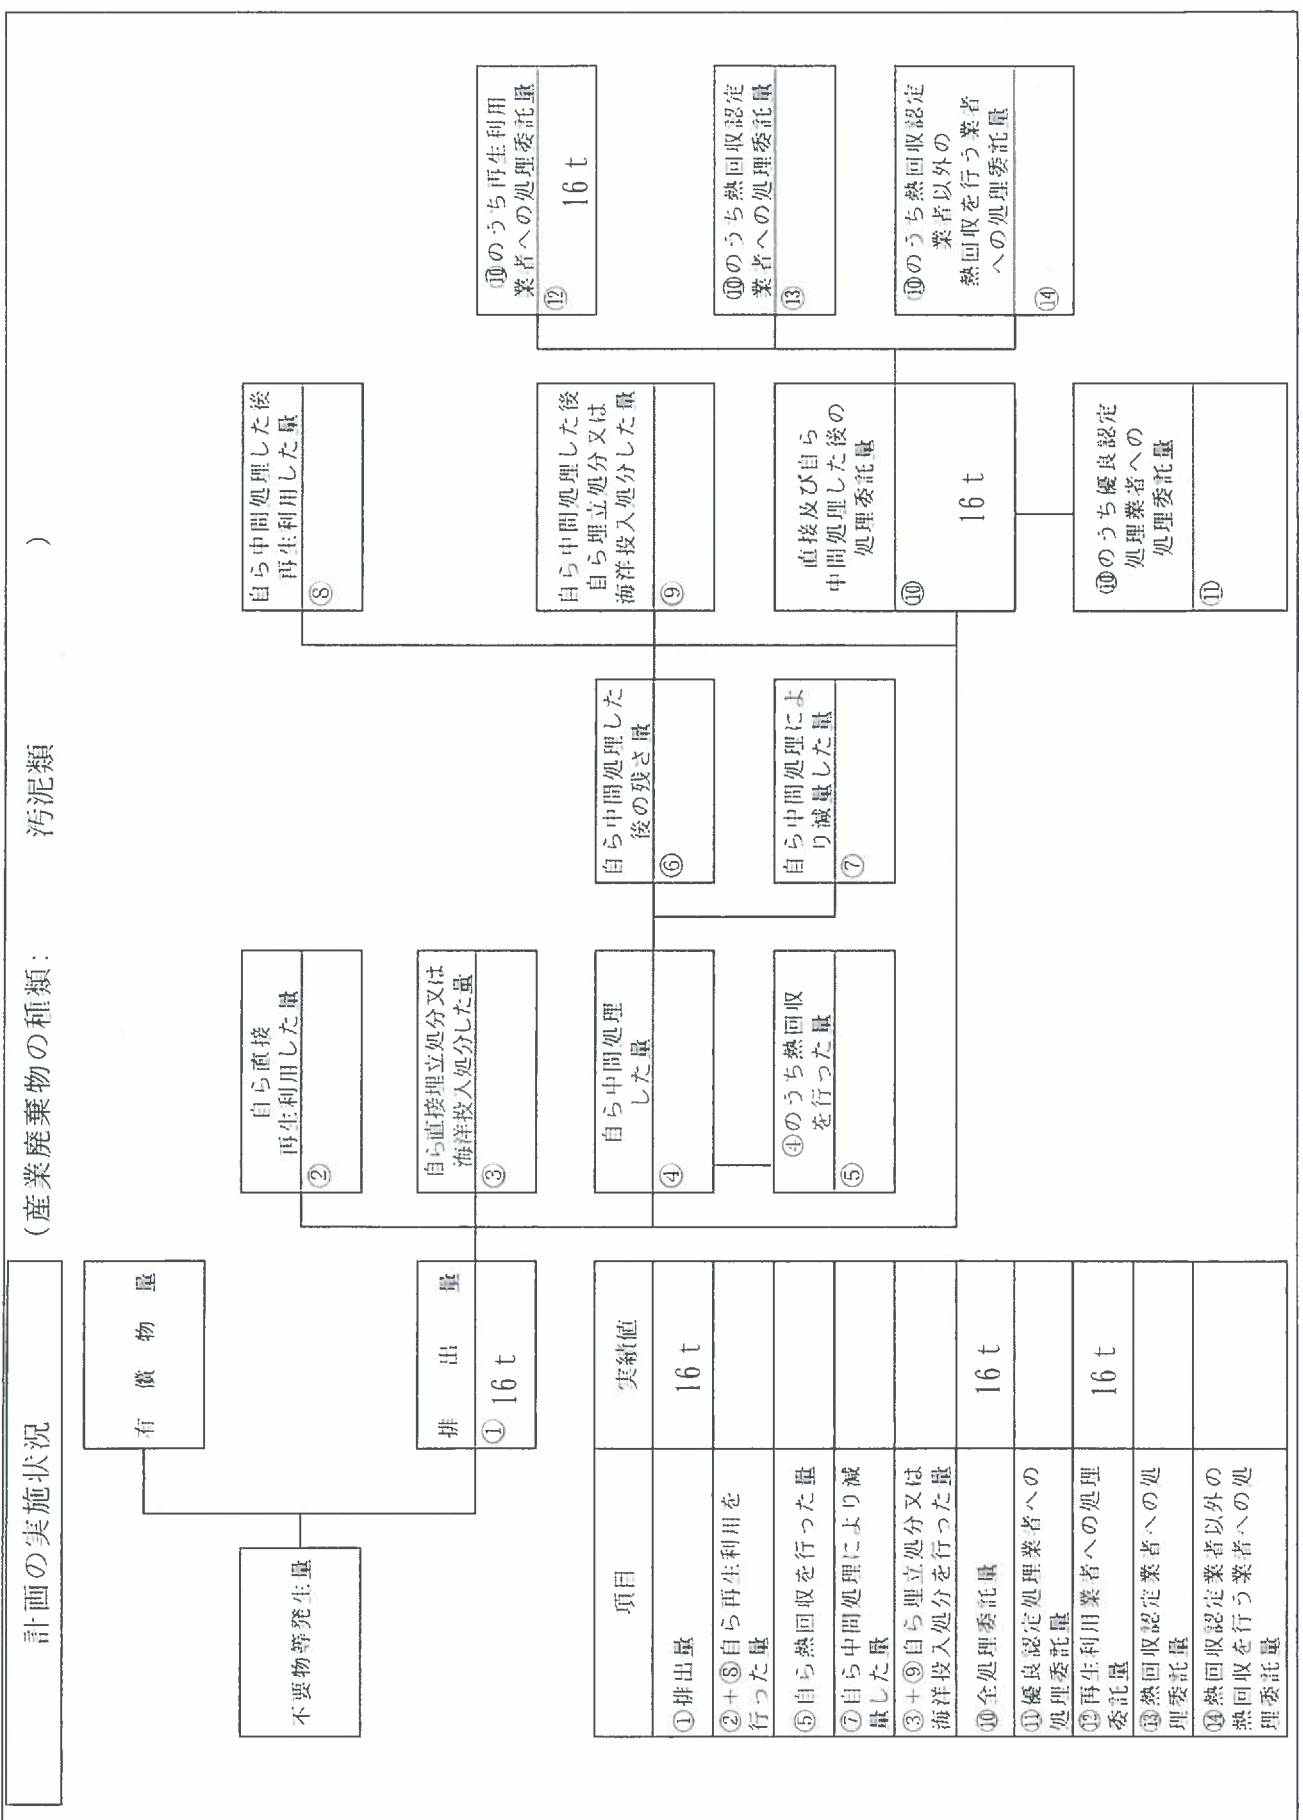 計画の実施状況
(産業廃棄物の種類： 汚泥類 )
不要物等発生量
有償物量
排出量
① 16 t
自ら直接
再生利用した量
②
自ら直接埋立処分又は
海洋投入処分した量
③
自ら中間処理
した量
④
④のうち熱回収
を行った量
⑤
自ら中間処理した
後の残さ量
⑥
自ら中間処理によ
り減量した量
⑦
自ら中間処理した後
再生利用した量
⑧
自ら中間処理した後
自ら埋立処分又は
海洋投入処分した量
⑨
直接及び自ら
中間処理した後の
処理委託量
⑩
16 t
⑩のうち優良認定
処理業者への
処理委託量
⑪
⑩のうち再生利用
業者への処理委託量
⑫
16 t
⑩のうち熱回収認定
業者への処理委託量
⑬
⑩のうち熱回収認定
業者以外の
熱回収を行う業者
への処理委託量
⑭
項目 実績値
①排出量 16 t
②+⑧自ら再生利用を
行った量
⑤自ら熱回収を行った量
⑦自ら中間処理により減
量した量
③+⑨自ら埋立処分又は
海洋投入処分を行った量
⑩全処理委託量 16 t
⑪優良認定処理業者への
処理委託量
⑫再生利用業者への処理
委託量 16 t
⑬熱回収認定業者への処
理委託量
⑭熱回収認定業者以外の
熱回収を行う業者への処
理委託量